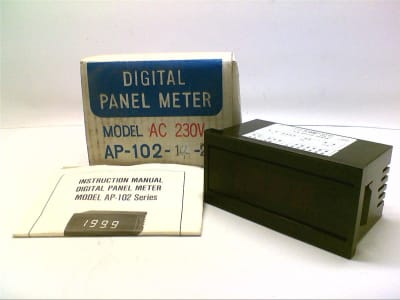 DIGITAL
PANEL METER
MODEL AC 230V
AP-102-
INSTRUCTION MANUAL
DIGITAL PANEL METER
MODEL AP-102 Series
1999